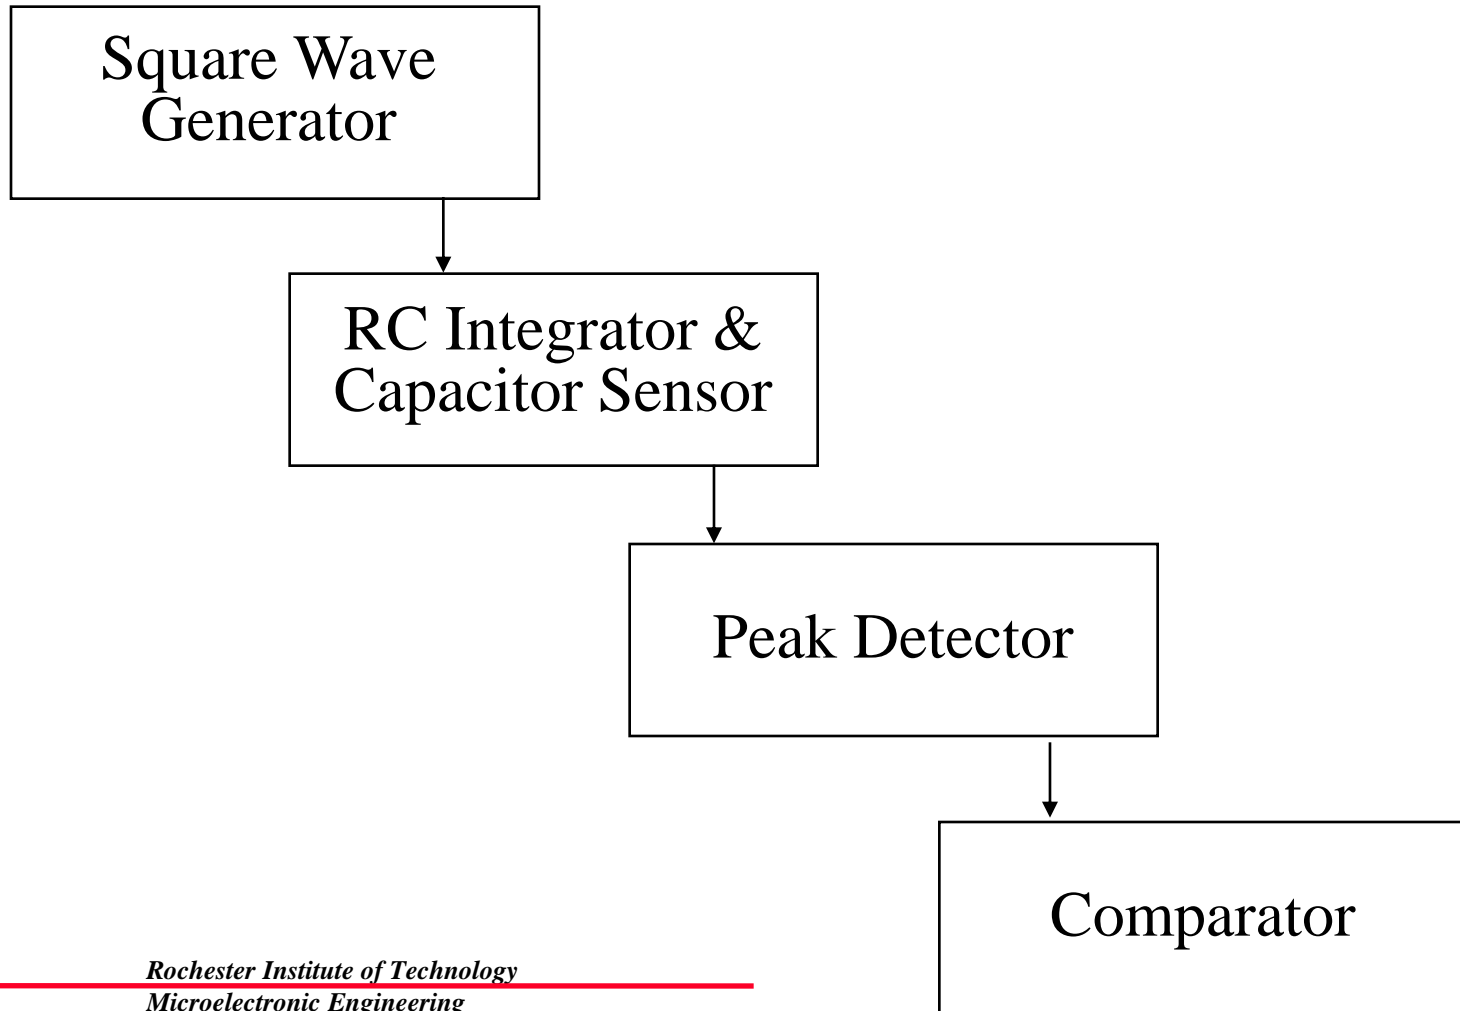 Square Wave
Generator
RC Integrator &
Capacitor Sensor
Peak Detector
Comparator
Rochester Institute of Technology
Microelectronic Engineering